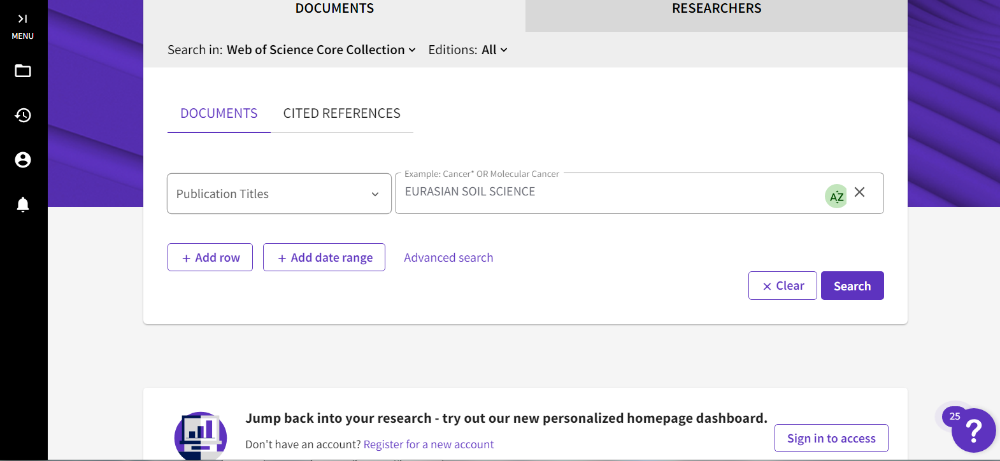 DOCUMENTS
RESEARCHERS
MENU
Search in: Web of Science Core Collection Editions: All
DOCUMENTS
CITED REFERENCES
Example: Cancer* OR Molecular Cancer
Publication Titles
EURASIAN SOIL SCIENCE
AZ
+ Add row
+ Add date range
Advanced search
× Clear
Search
Jump back into your research - try out our new personalized homepage dashboard.
Don't have an account? Register for a new account
Sign in to access
25
?